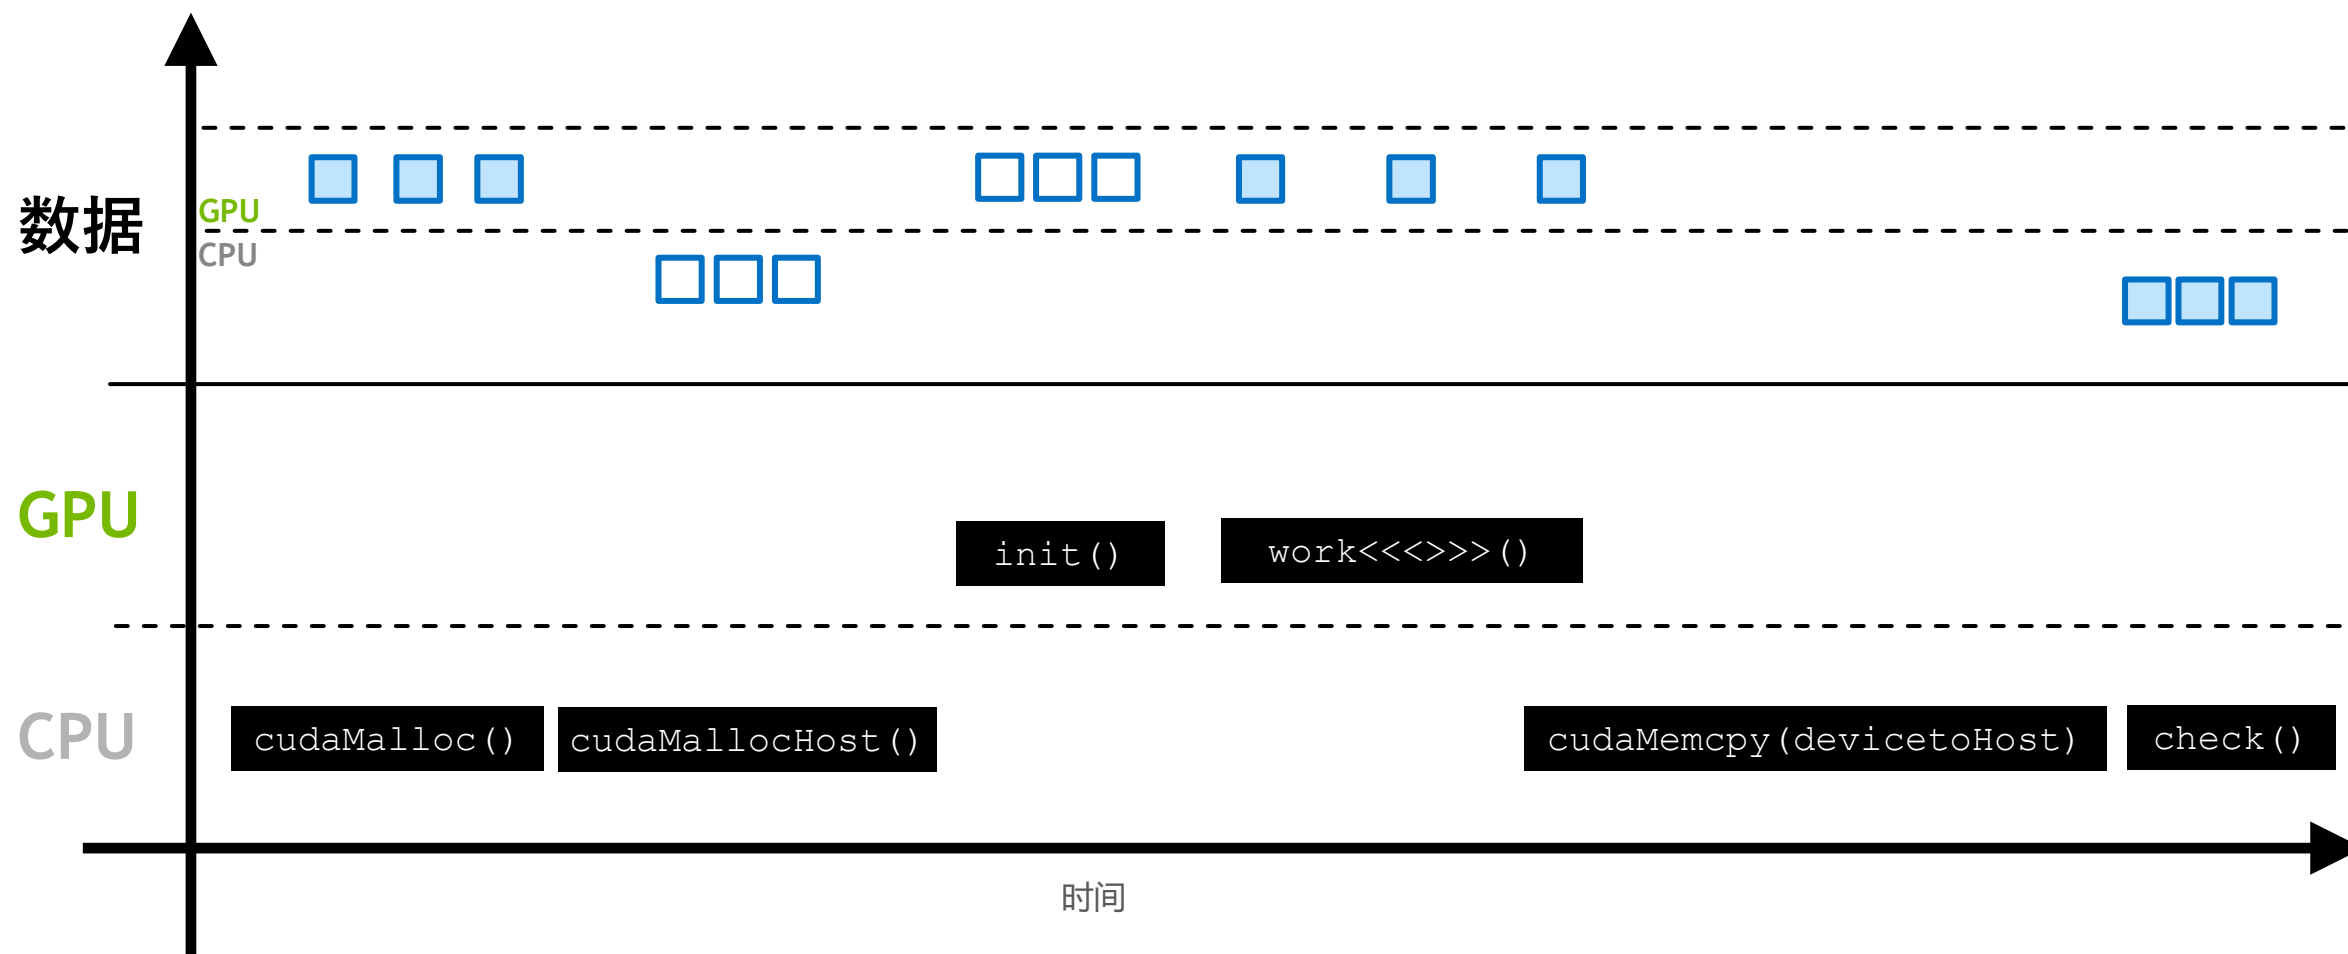 数据
GPU
CPU
GPU
init()
work<<<>>>()
CPU
cudaMalloc()
cudaMallocHost()
cudaMemcpy(devicetoHost)
check()
时间